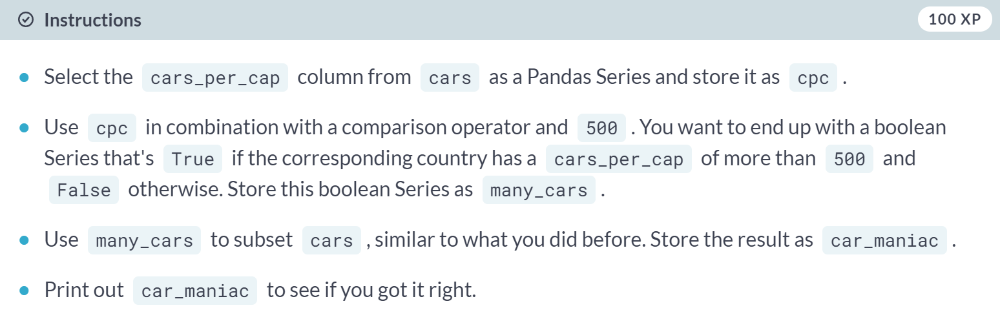 Instructions
100 XP
Select the cars_per_cap column from cars as a Pandas Series and store it as cpc .
Use cpc in combination with a comparison operator and 500 . You want to end up with a boolean
Series that's True if the corresponding country has a cars_per_cap of more than 500 and
False otherwise. Store this boolean Series as many_cars .
Use many_cars to subset cars , similar to what you did before. Store the result as car_maniac .
Print out car_maniac to see if you got it right.